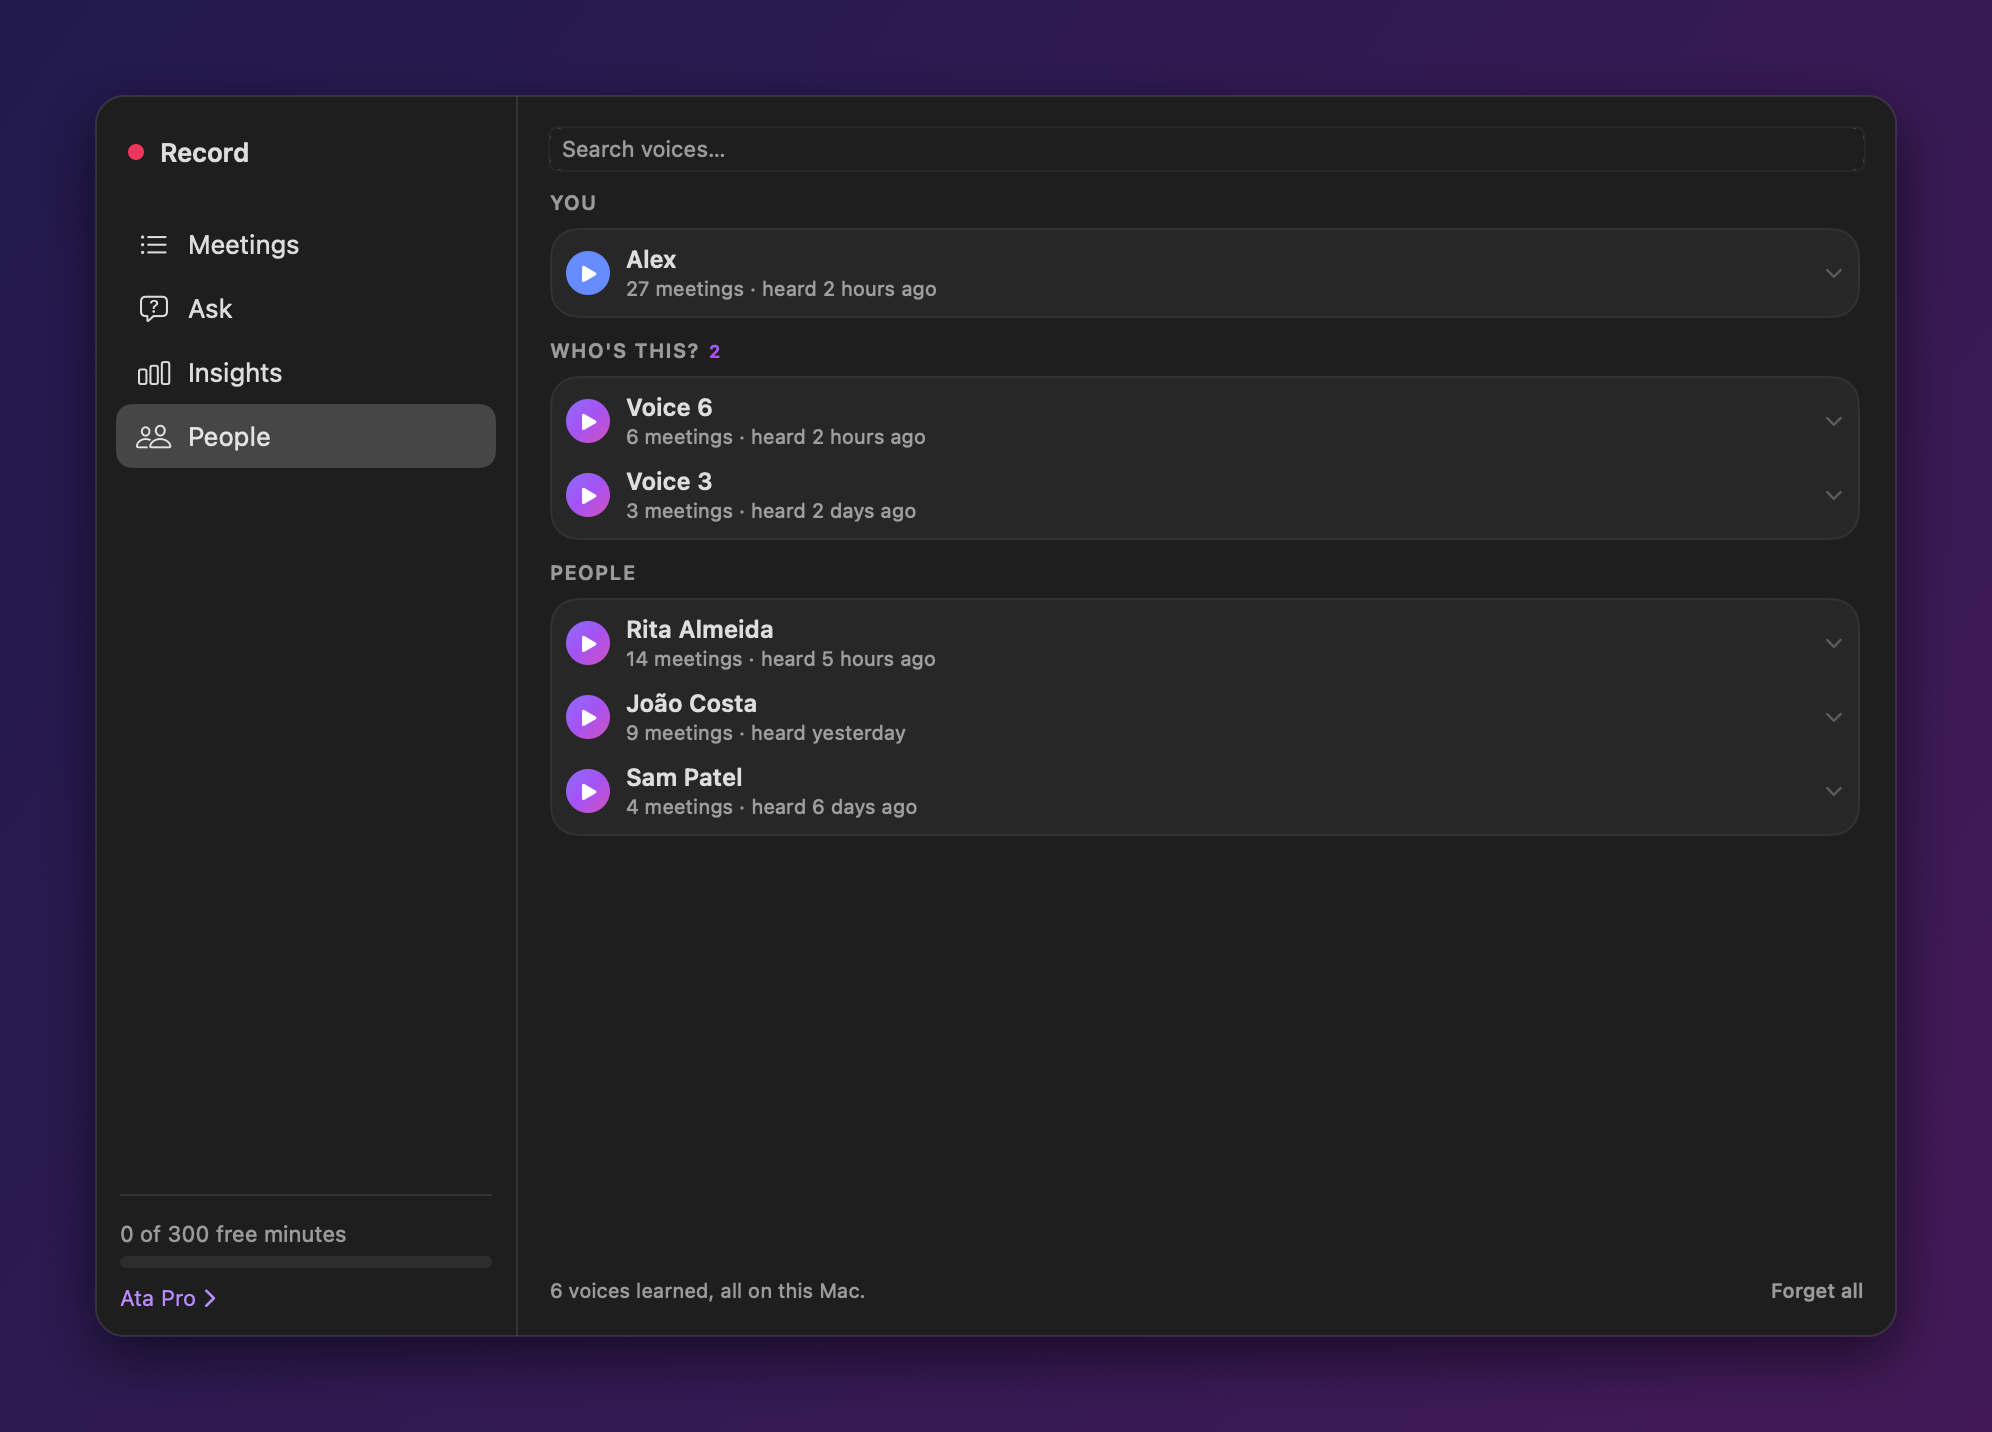 Record
Meetings
Ask
Insights
People
0 of 300 free minutes
Ata Pro
Search voices...
YOU
Alex
27 meetings · heard 2 hours ago
WHO'S THIS? 2
Voice 6
6 meetings · heard 2 hours ago
Voice 3
3 meetings · heard 2 days ago
PEOPLE
Rita Almeida
14 meetings · heard 5 hours ago
João Costa
9 meetings · heard yesterday
Sam Patel
4 meetings · heard 6 days ago
6 voices learned, all on this Mac.
Forget all